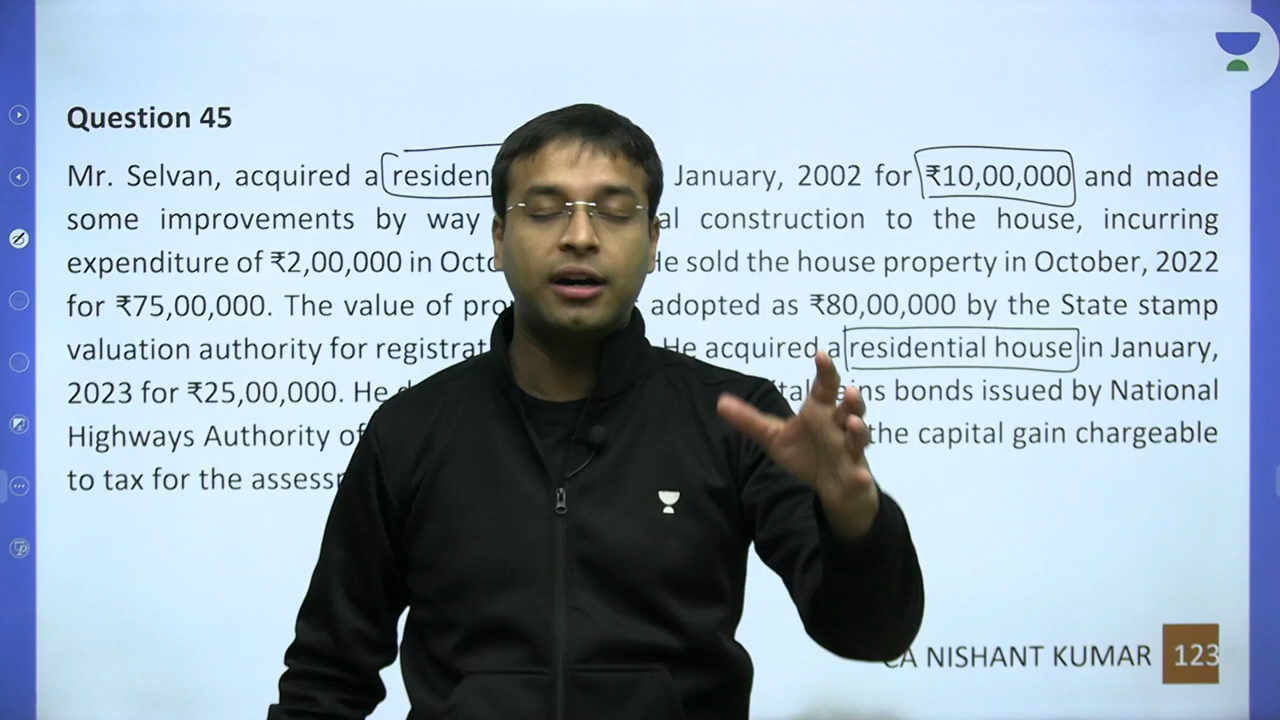 Question 45
Mr. Selvan, acquired a residen January, 2002 for ₹10,00,000 and made
some improvements by way al construction to the house, incurring
expenditure of ₹2,00,000 in Octo He sold the house property in October, 2022
for ₹75,00,000. The value of pro adopted as ₹80,00,000 by the State stamp
valuation authority for registrat He acquired a residential house in January,
2023 for ₹25,00,000. He ital gains bonds issued by National
Highways Authority of the capital gain chargeable
to tax for the assess
CA NISHANT KUMAR 123